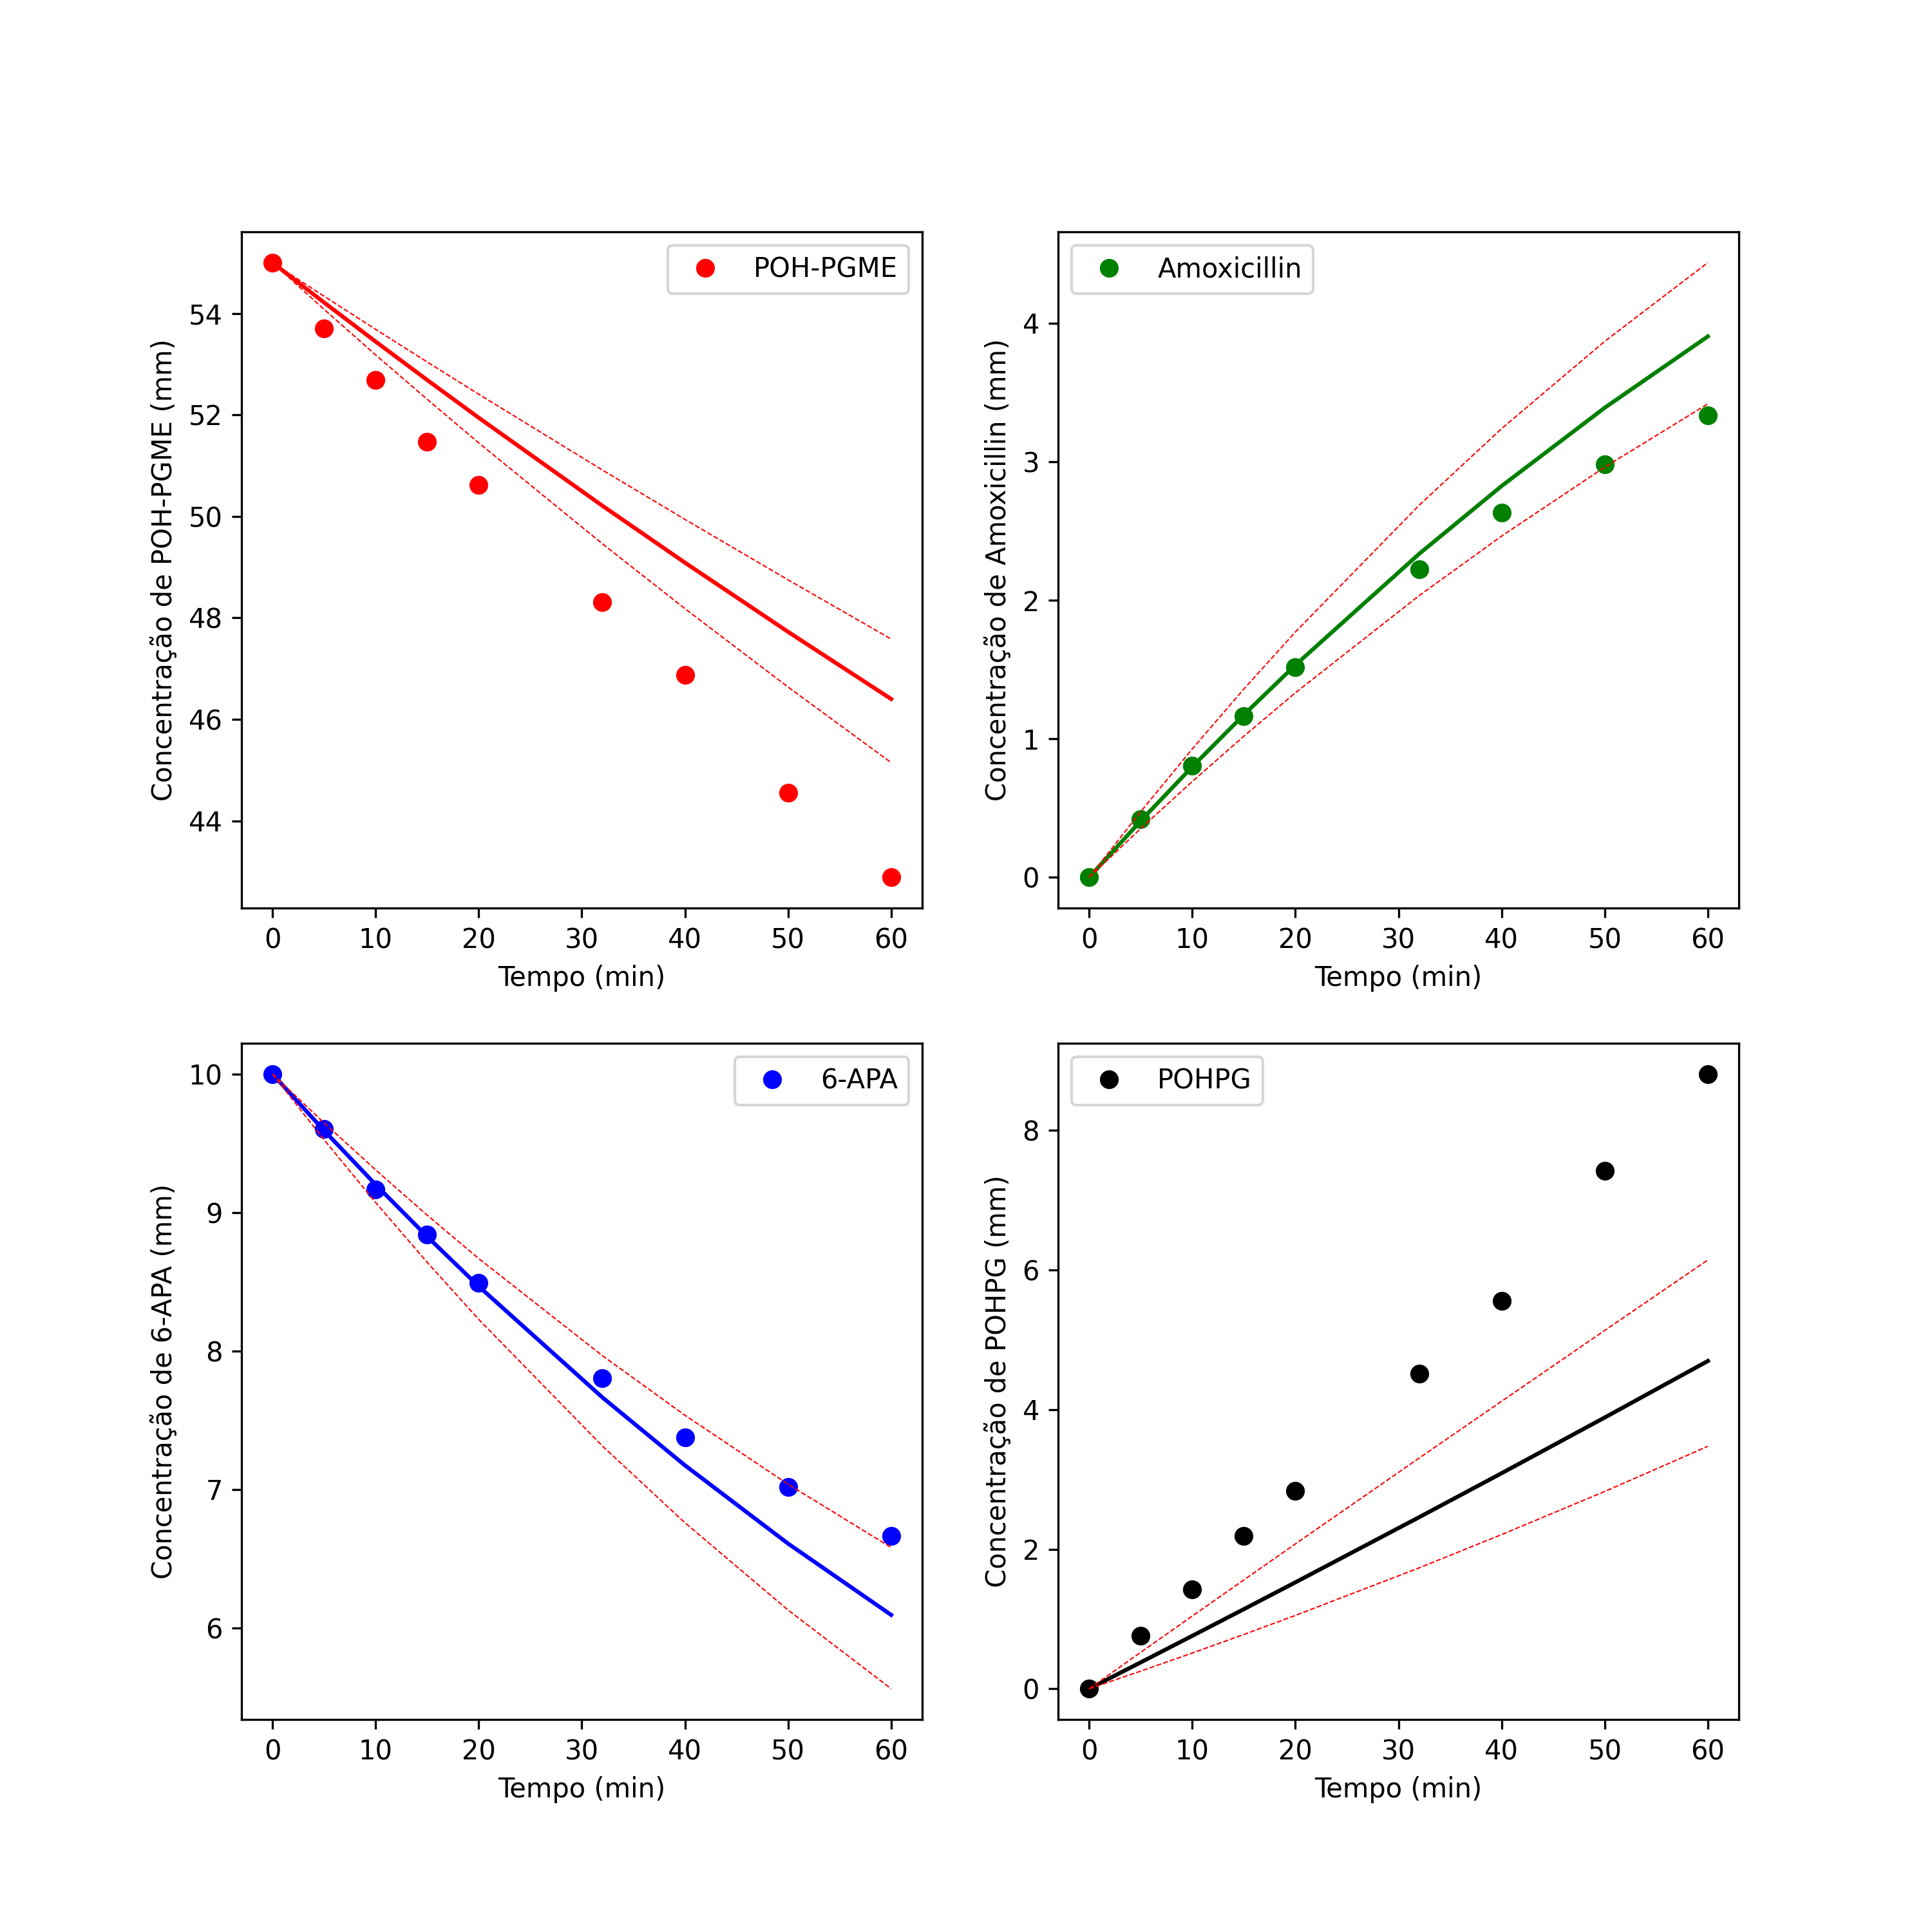 POH-PGME
Concentração de POH-PGME (mm)
54
52
50
48
46
44
0 10 20 30 40 50 60
Tempo (min)
Amoxicillin
Concentração de Amoxicillin (mm)
4
3
2
1
0
0 10 20 30 40 50 60
Tempo (min)
6-APA
Concentração de 6-APA (mm)
10
9
8
7
6
0 10 20 30 40 50 60
Tempo (min)
POHPG
Concentração de POHPG (mm)
8
6
4
2
0
0 10 20 30 40 50 60
Tempo (min)